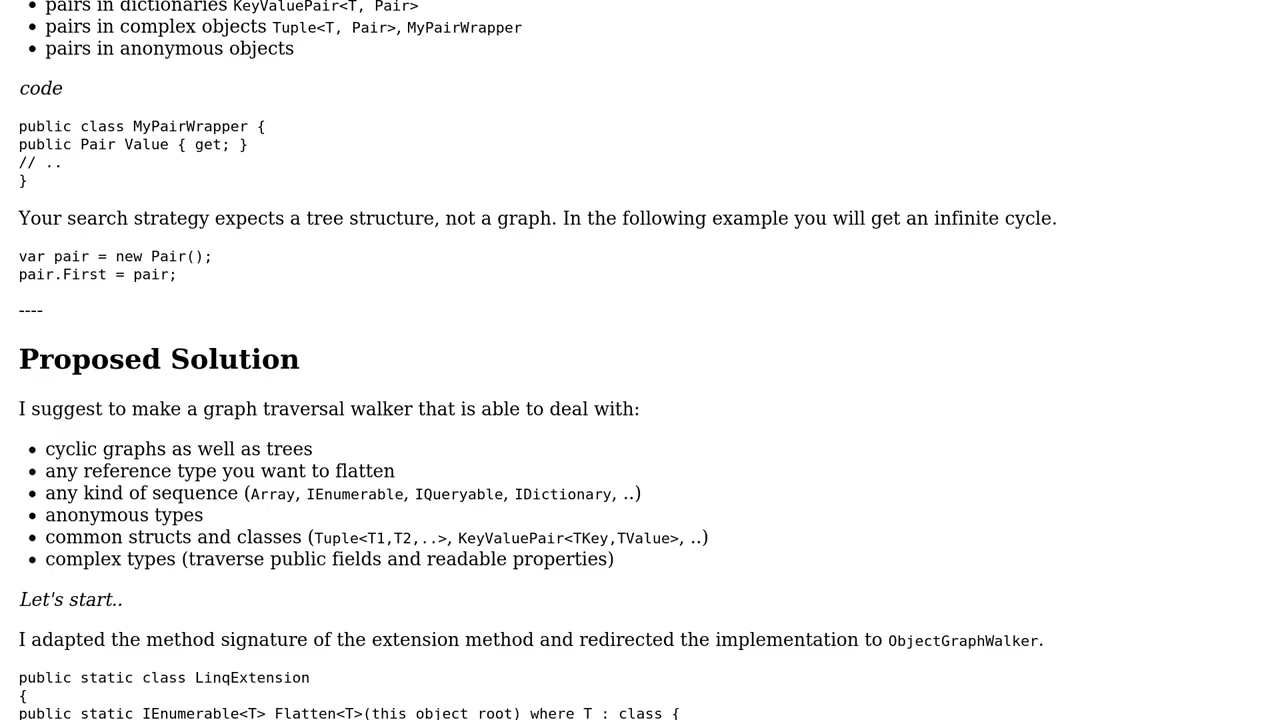 pairs in dictionaries KeyValuePair<T, Pair>
pairs in complex objects Tuple<T, Pair>, MyPairWrapper
pairs in anonymous objects
code
public class MyPairWrapper {
public Pair Value { get; }
// ..
}
Your search strategy expects a tree structure, not a graph. In the following example you will get an infinite cycle.
var pair = new Pair();
pair.First = pair;
----
Proposed Solution
I suggest to make a graph traversal walker that is able to deal with:
cyclic graphs as well as trees
any reference type you want to flatten
any kind of sequence (Array, IEnumerable, IQueryable, IDictionary, ..)
anonymous types
common structs and classes (Tuple<T1,T2,..>, KeyValuePair<TKey,TValue>, ..)
complex types (traverse public fields and readable properties)
Let's start..
I adapted the method signature of the extension method and redirected the implementation to ObjectGraphWalker.
public static class LinqExtension
{
public static IEnumerable<T> Flatten<T>(this object root) where T : class {